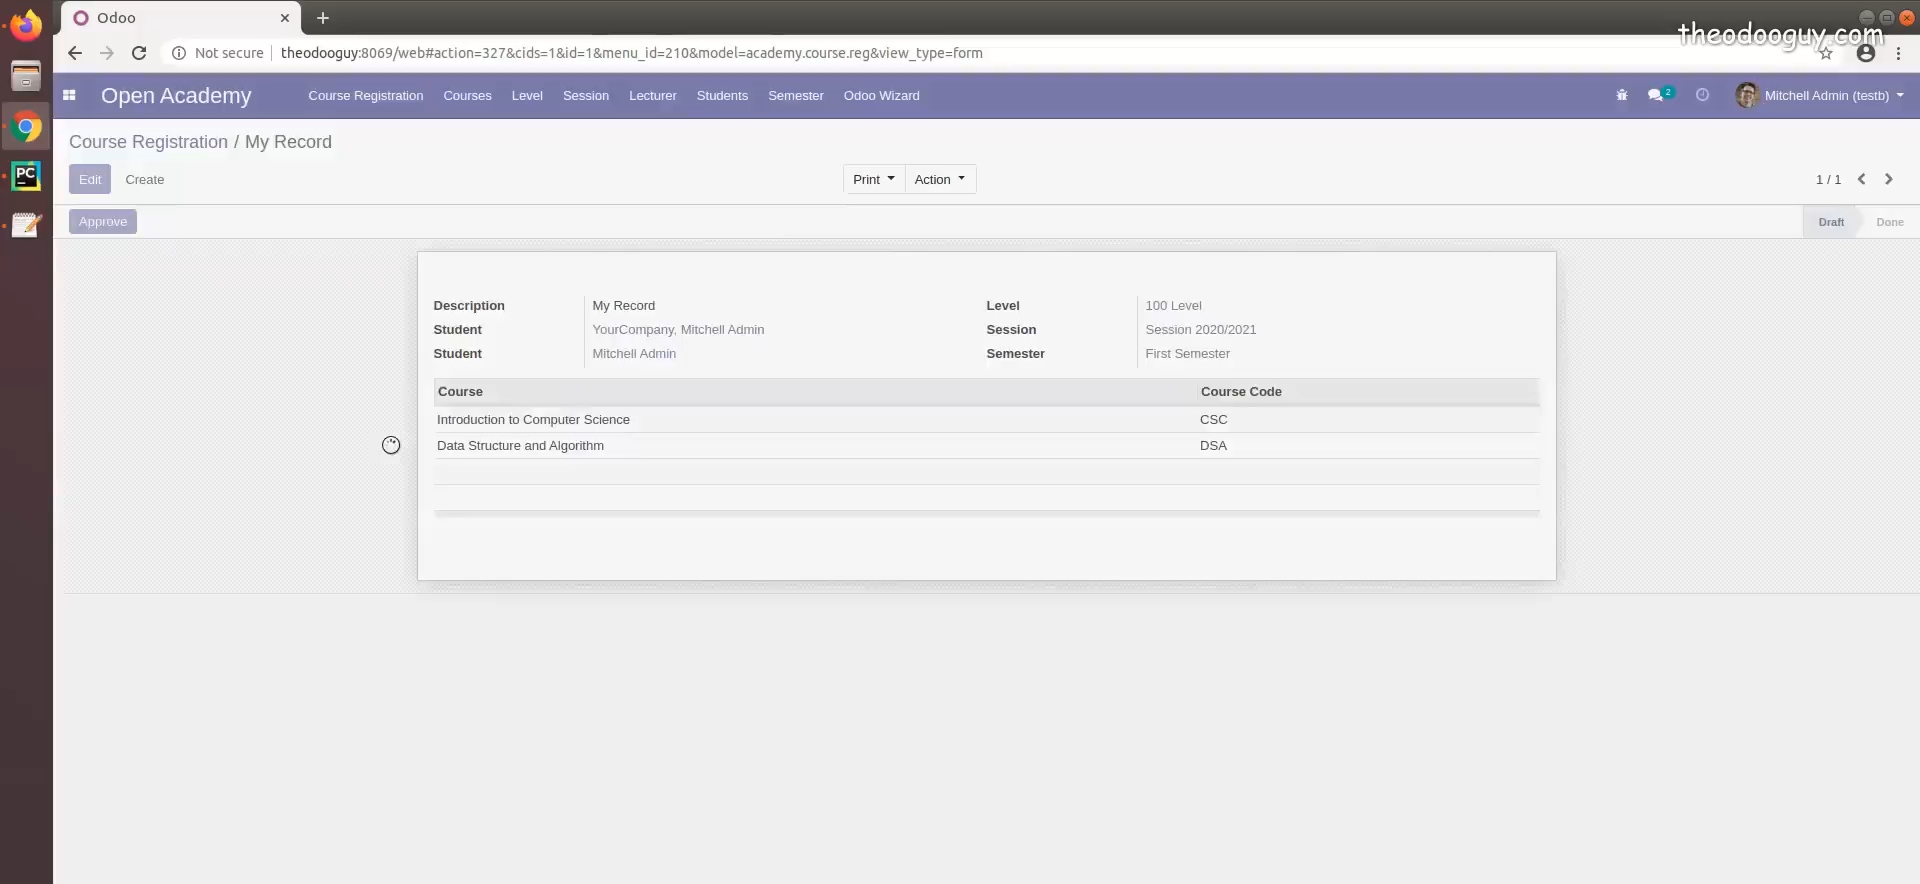 Odoo
theodooguy.com
Not secure theodooguy:8069/web#action=327&cids=1&id=1&menu_id=210&model=academy.course.reg&view_type=form
Open Academy Course Registration Courses Level Session Lecturer Students Semester Odoo Wizard 2 Mitchell Admin (testb)
Course Registration / My Record
Edit Create Print Action 1 / 1
Approve Draft Done
Description My Record Level 100 Level
Student YourCompany, Mitchell Admin Session Session 2020/2021
Student Mitchell Admin Semester First Semester
Course Course Code
Introduction to Computer Science CSC
Data Structure and Algorithm DSA
PC